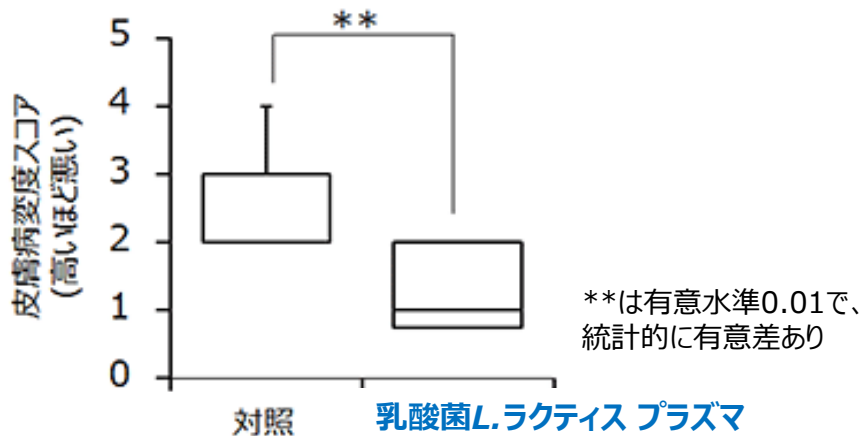 **
5
4
3
2
1
0
皮膚病変度スコア
(高いほど悪い)
**は有意水準0.01で、
統計的に有意差あり
対照
乳酸菌L.ラクティス プラズマ